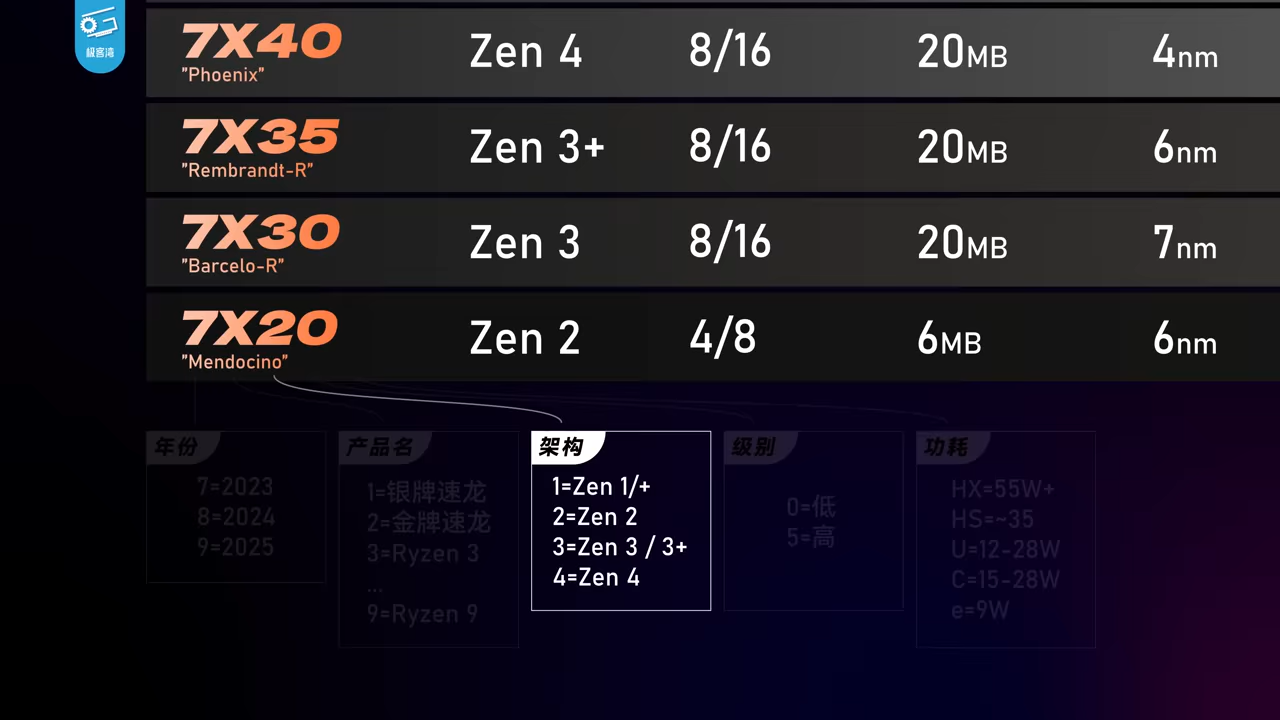 极客湾
7X40 Zen 4 8/16 20MB 4nm
"Phoenix"
7X35 Zen 3+ 8/16 20MB 6nm
"Rembrandt-R"
7X30 Zen 3 8/16 20MB 7nm
"Barcelo-R"
7X20 Zen 2 4/8 6MB 6nm
"Mendocino"
年份
7=2023
8=2024
9=2025
产品名
1=银牌速龙
2=金牌速龙
3=Ryzen 3
...
9=Ryzen 9
架构
1=Zen 1/+
2=Zen 2
3=Zen 3 / 3+
4=Zen 4
级别
0=低
5=高
功耗
HX=55W+
HS=~35
U=12-28W
C=15-28W
e=9W